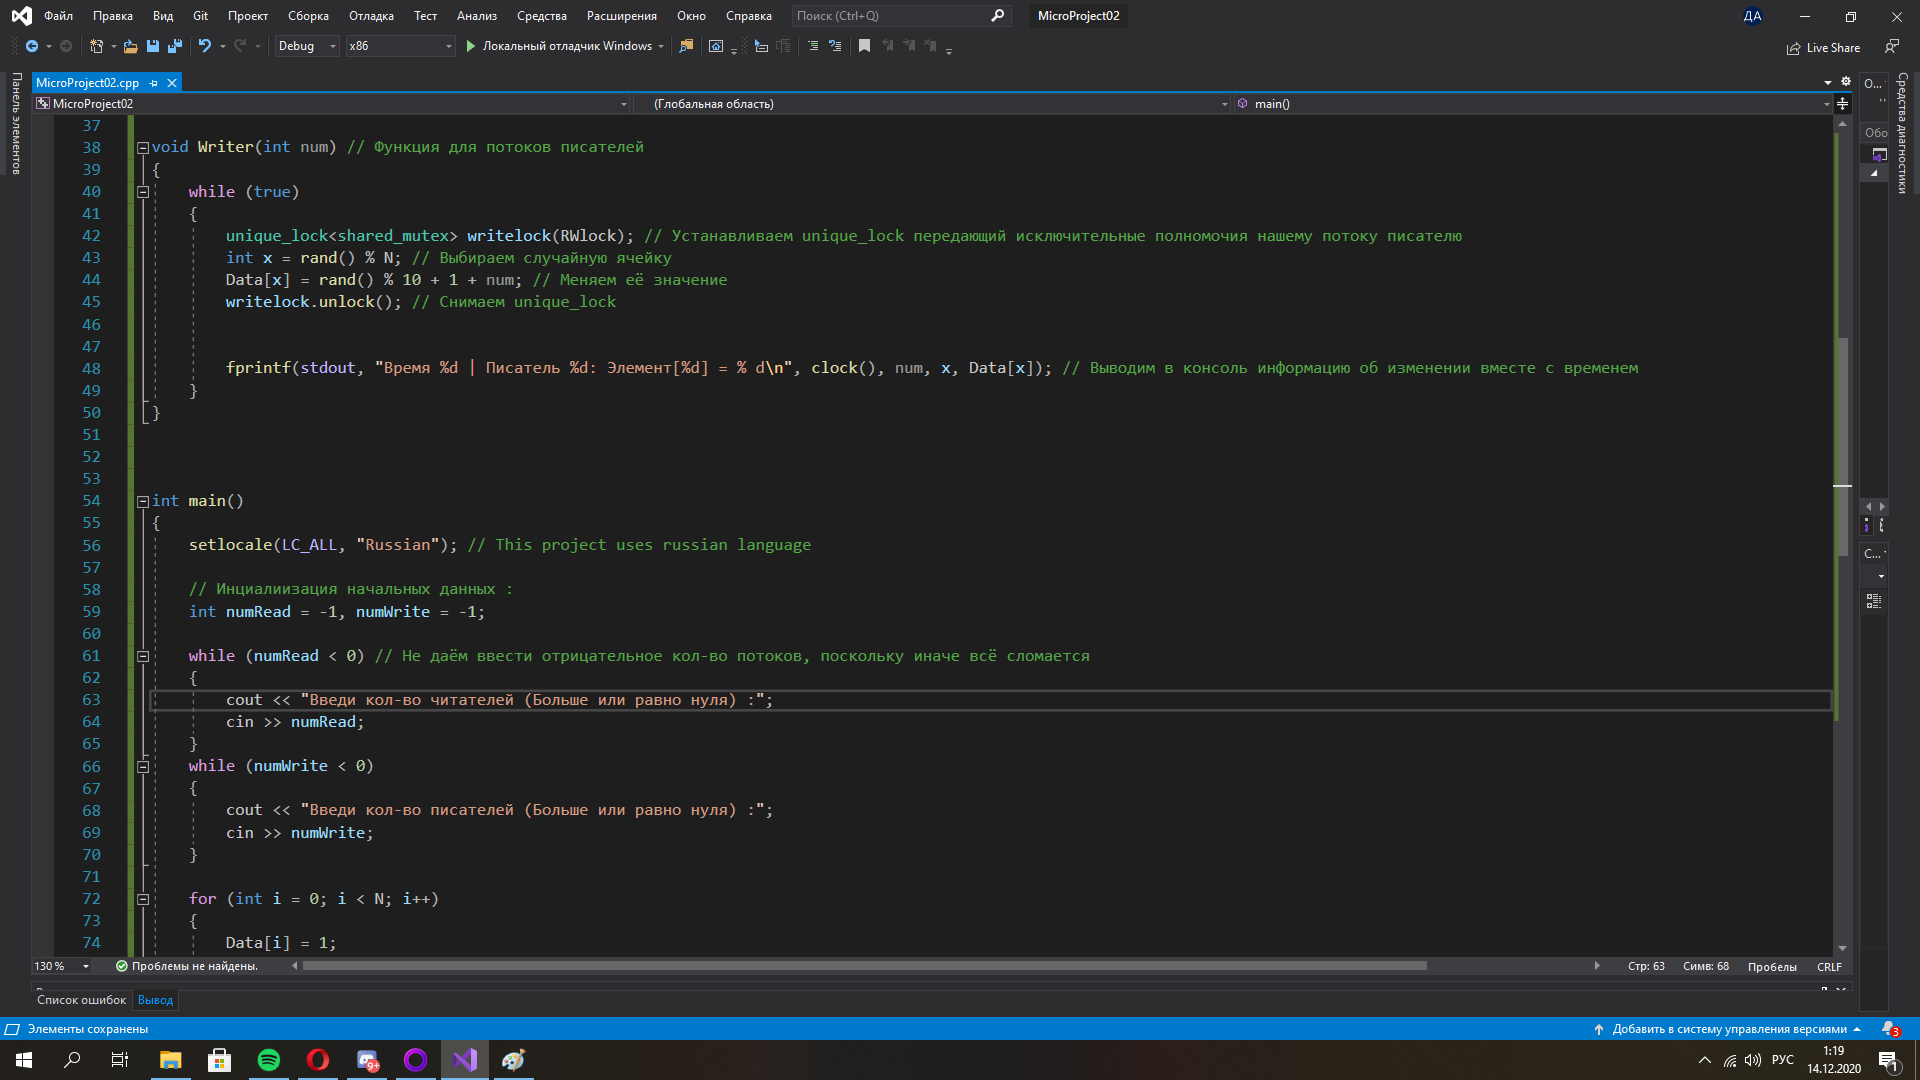 Файл Правка Вид Git Проект Сборка Отладка Тест Анализ Средства Расширения Окно Справка Поиск (Ctrl+Q) MicroProject02 ДА
Debug x86 Локальный отладчик Windows Live Share
Панель элементов
MicroProject02.cpp
MicroProject02 (Глобальная область) main()
37
38 void Writer(int num) // Функция для потоков писателей
39 {
40 while (true)
41 {
42 unique_lock<shared_mutex> writelock(RWlock); // Устанавливаем unique_lock передающий исключительные полномочия нашему потоку писателю
43 int x = rand() % N; // Выбираем случайную ячейку
44 Data[x] = rand() % 10 + 1 + num; // Меняем её значение
45 writelock.unlock(); // Снимаем unique_lock
46
47
48 fprintf(stdout, "Время %d | Писатель %d: Элемент[%d] = % d\n", clock(), num, x, Data[x]); // Выводим в консоль информацию об изменении вместе с временем
49 }
50 }
51
52
53
54 int main()
55 {
56 setlocale(LC_ALL, "Russian"); // This project uses russian language
57
58 // Инциалиизация начальных данных :
59 int numRead = -1, numWrite = -1;
60
61 while (numRead < 0) // Не даём ввести отрицательное кол-во потоков, поскольку иначе всё сломается
62 {
63 cout << "Введи кол-во читателей (Больше или равно нуля) :";
64 cin >> numRead;
65 }
66 while (numWrite < 0)
67 {
68 cout << "Введи кол-во писателей (Больше или равно нуля) :";
69 cin >> numWrite;
70 }
71
72 for (int i = 0; i < N; i++)
73 {
74 Data[i] = 1;
О...
Обо
С...
Средства диагностики
130 % Проблемы не найдены. Стр: 63 Симв: 68 Пробелы CRLF
Список ошибок Вывод
Элементы сохранены Добавить в систему управления версиями 3
9+ РУС 1:19
14.12.2020 1